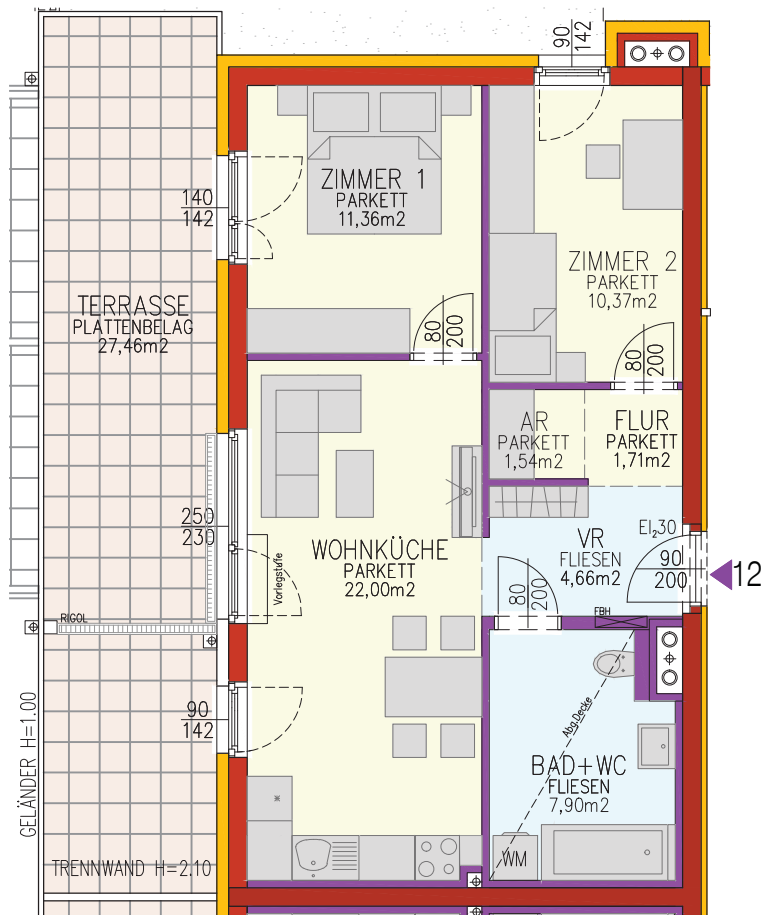 90
142
ZIMMER 1
PARKETT
11,36m2
140
142
ZIMMER 2
PARKETT
10,37m2
TERRASSE
PLATTENBELAG
27,46m2
80
200
80
200
AR
PARKETT
1,54m2
FLUR
PARKETT
1,71m2
250
230
WOHNKÜCHE
PARKETT
22,00m2
Vorlegstufe
VR
FLIESEN
4,66m2
EI₂30
90
200
12
80
200
FBH
RIGOL
Abg.Decke
90
142
GELÄNDER H=1.00
BAD+WC
FLIESEN
7,90m2
WM
TRENNWAND H=2.10